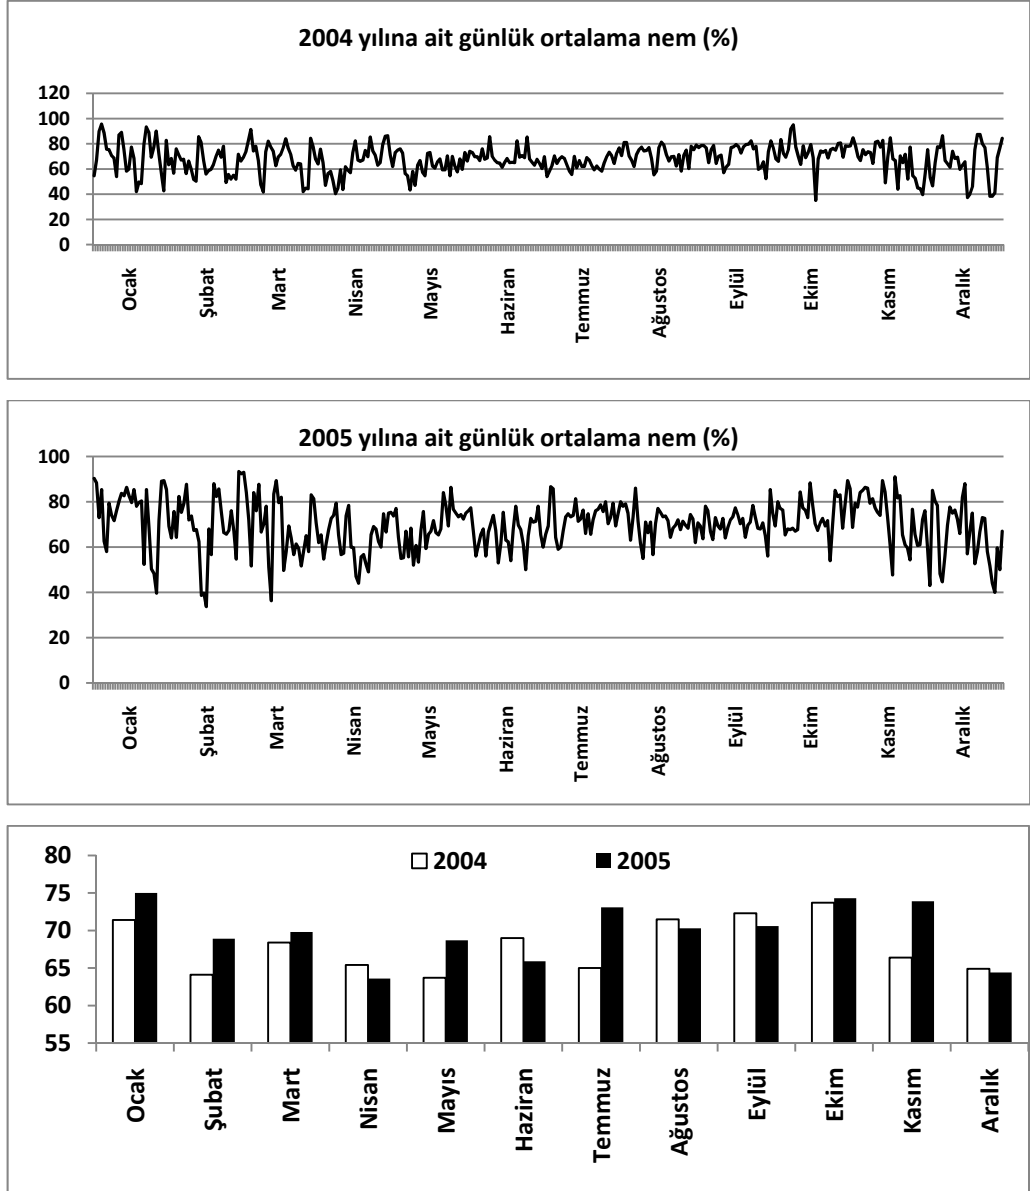 2004 yılına ait günlük ortalama nem (%)
120
100
80
60
40
20
0
Ocak
Şubat
Mart
Nisan
Mayıs
Haziran
Temmuz
Ağustos
Eylül
Ekim
Kasım
Aralık
2005 yılına ait günlük ortalama nem (%)
100
80
60
40
20
0
Ocak
Şubat
Mart
Nisan
Mayıs
Haziran
Temmuz
Ağustos
Eylül
Ekim
Kasım
Aralık
2004 2005
80
75
70
65
60
55
Ocak
Şubat
Mart
Nisan
Mayıs
Haziran
Temmuz
Ağustos
Eylül
Ekim
Kasım
Aralık